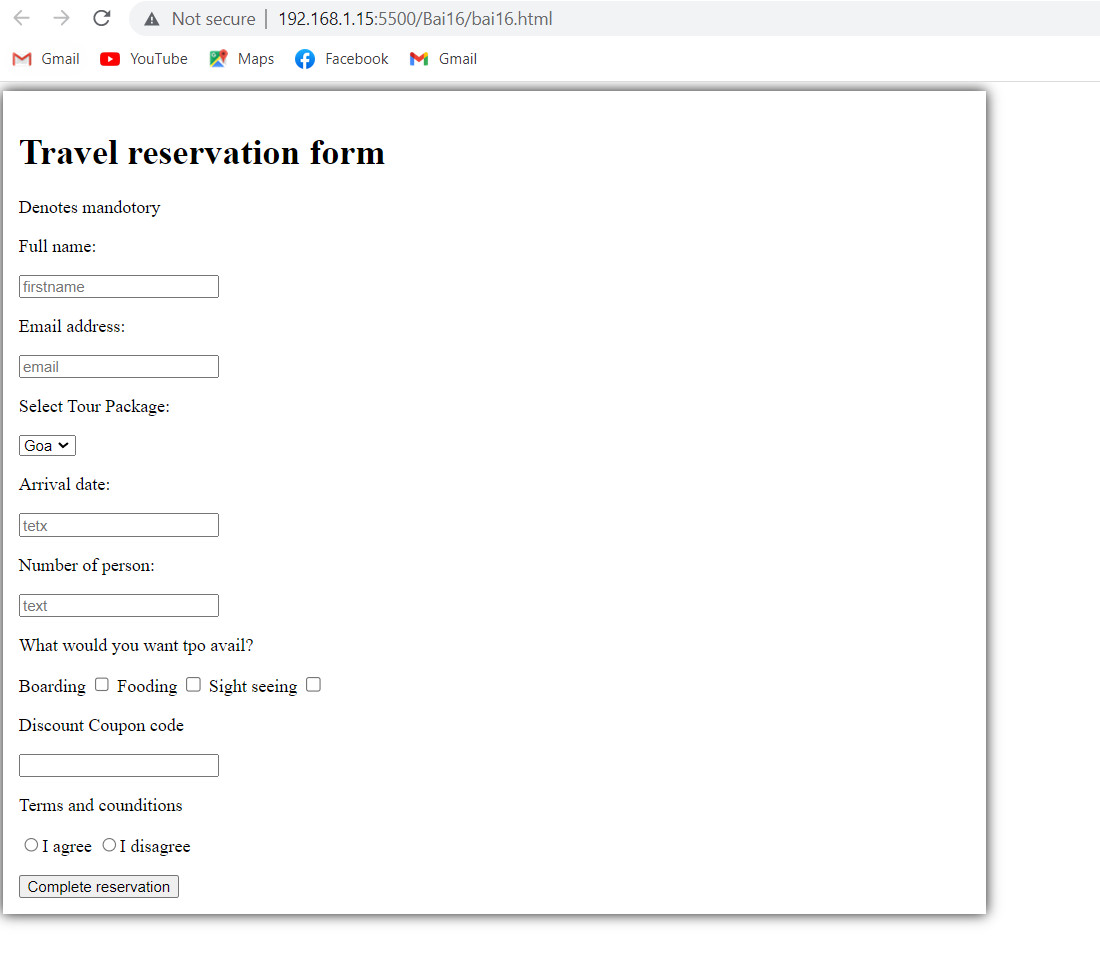 Not secure | 192.168.1.15:5500/Bai16/bai16.html
Gmail YouTube Maps Facebook Gmail
Travel reservation form
Denotes mandotory
Full name:
firstname
Email address:
email
Select Tour Package:
Goa
Arrival date:
tetx
Number of person:
text
What would you want tpo avail?
Boarding Fooding Sight seeing
Discount Coupon code
Terms and counditions
I agree I disagree
Complete reservation